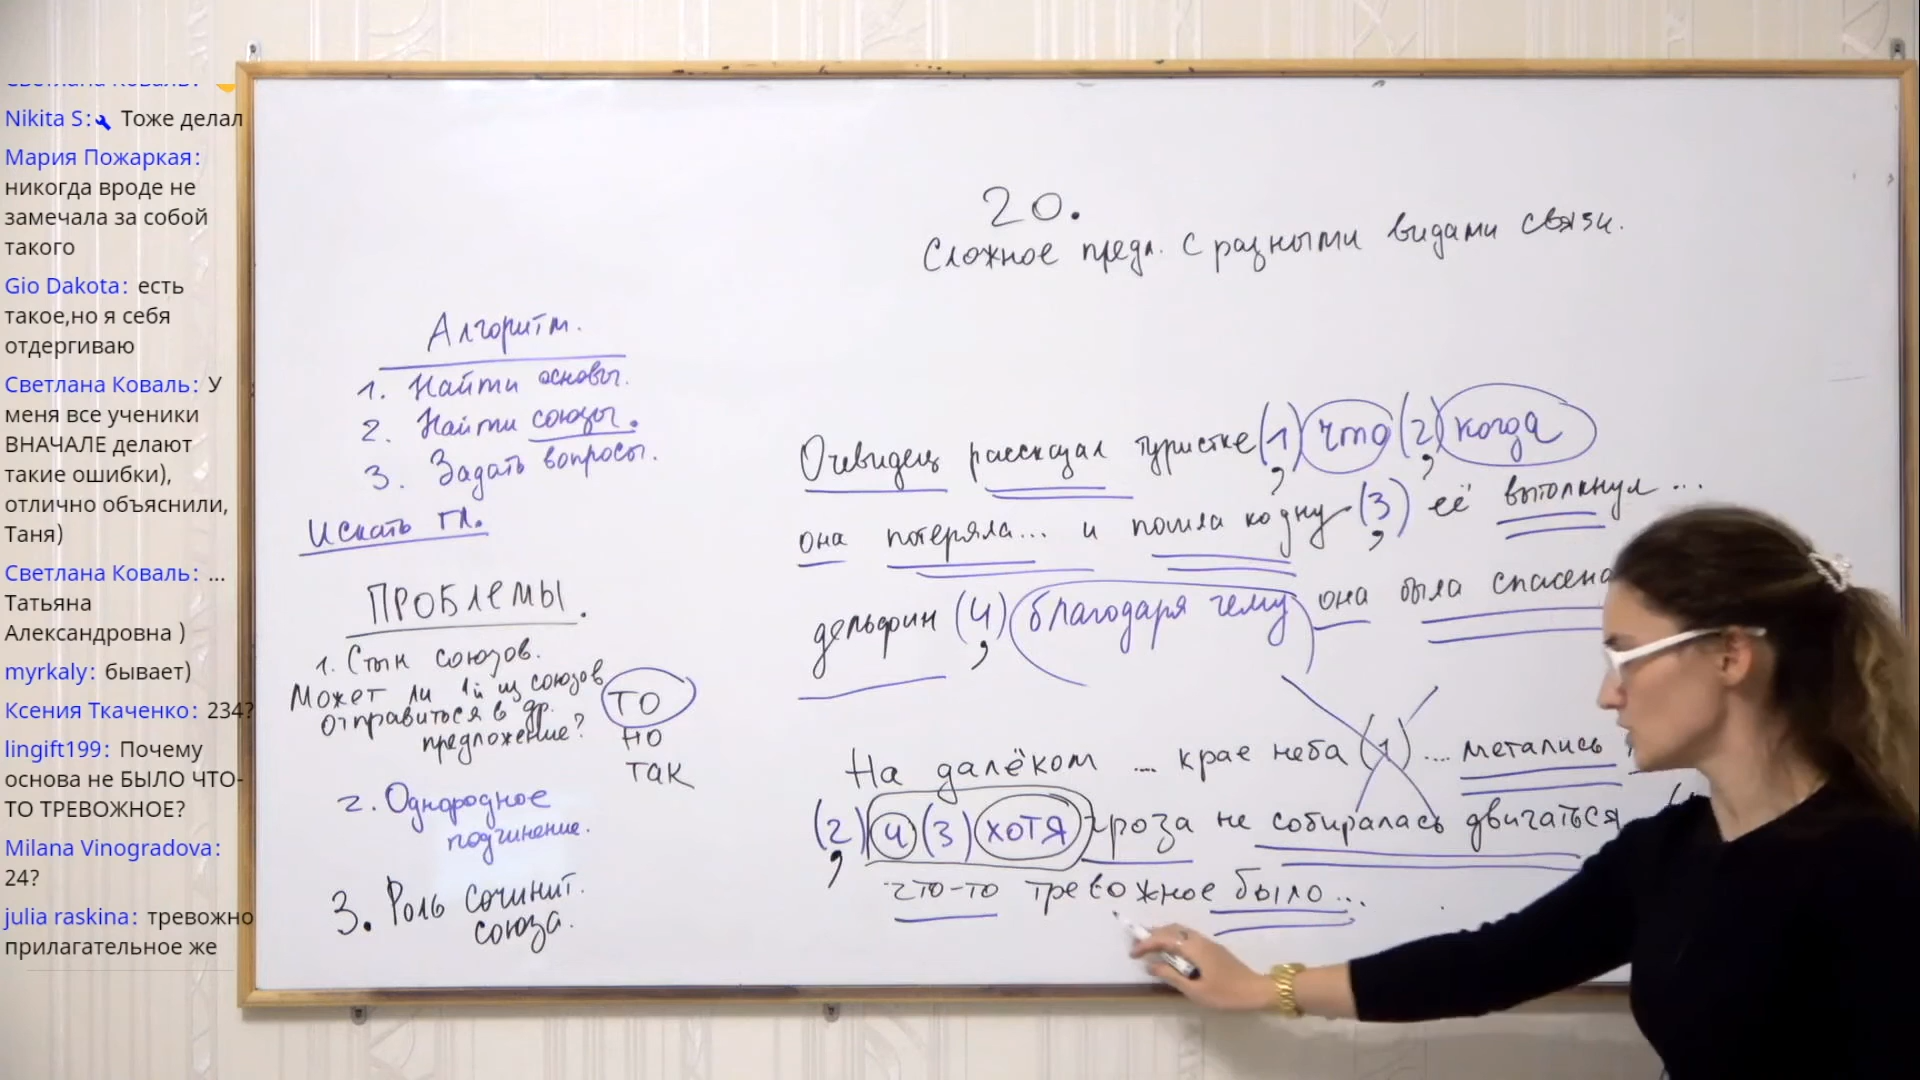 Nikita S: Тоже делал
Мария Пожаркая:
никогда вроде не
замечала за собой
такого
Gio Dakota: есть
такое,но я себя
отдергиваю
Светлана Коваль: У
меня все ученики
ВНАЧАЛЕ делают
такие ошибки),
отлично объяснили,
Таня)
Светлана Коваль: ...
Татьяна
Александровна )
myrkaly: бывает)
Ксения Ткаченко: 234?
lingift199: Почему
основа не БЫЛО ЧТО-
ТО ТРЕВОЖНОЕ?
Milana Vinogradova:
24?
julia raskina: тревожно
прилагательное же
20.
Сложное предл. с разными видами связи.
Алгоритм.
1. Найти основы.
2. Найти союзы.
3. Задать вопросы.
Искать гл.
ПРОБЛЕМЫ.
1. Стык союзов.
Может ли 1й из союзов
отправиться в др.
предложение?
ТО
НО
ТАК
2. Однородное
подчинение.
3. Роль сочинит.
союза.
Очевидец рассказал туристке (1), что (2), когда
она потеряла... и пошла ко дну (3), её вытолкнул ...
дельфин (4), благодаря чему она была спасена
На далёком ... крае неба (1) .... метались
(2), и (3) хотя гроза не собиралась двигаться
что-то тревожное было...